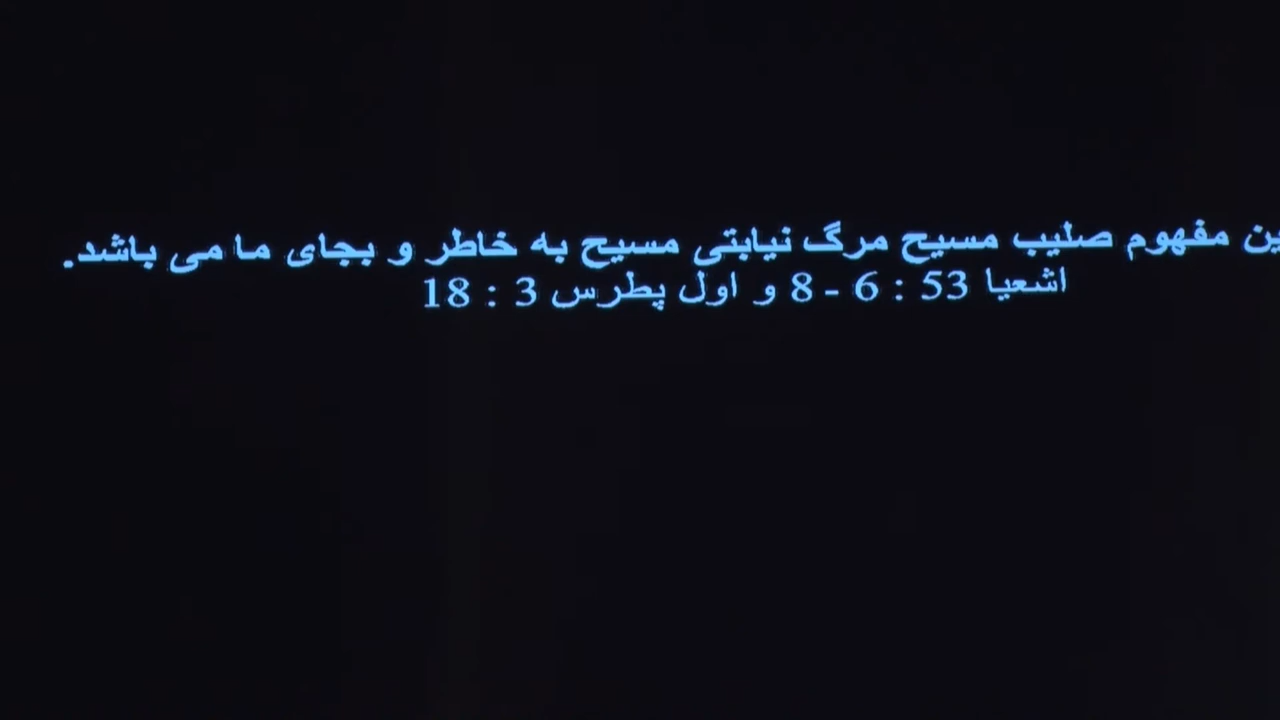 مفهوم صلیب مسیح مرگ نیابتی مسیح به خاطر و بجای ما می باشد.
اشعیا 53 : 6 - 8 و اول پطرس 3 : 18